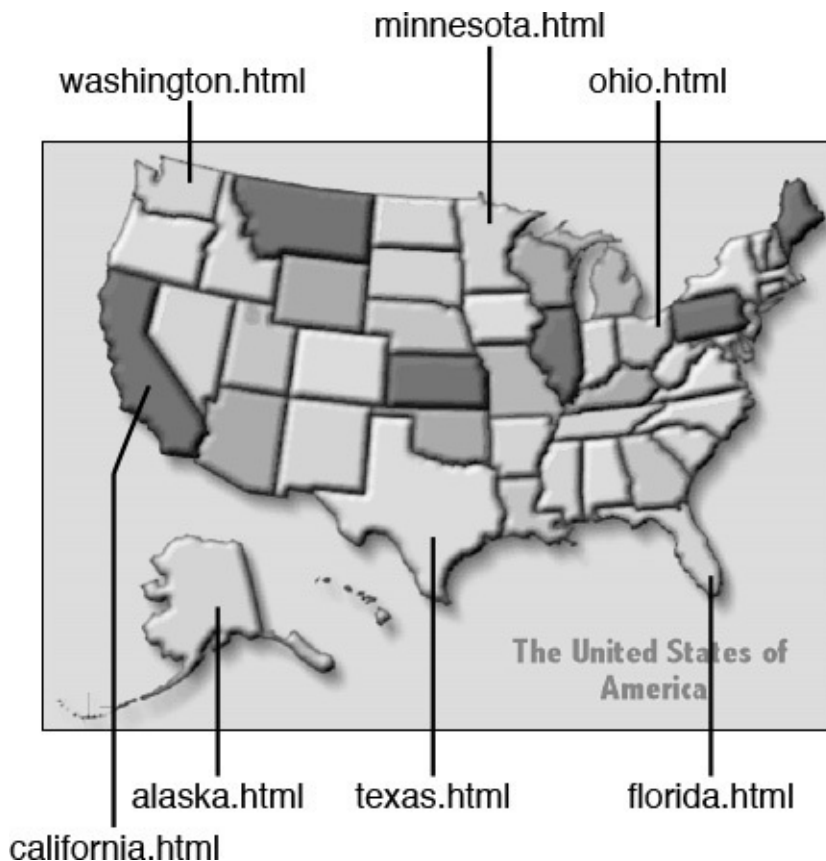 minnesota.html
washington.html
ohio.html
The United States of
America
alaska.html
texas.html
florida.html
california.html